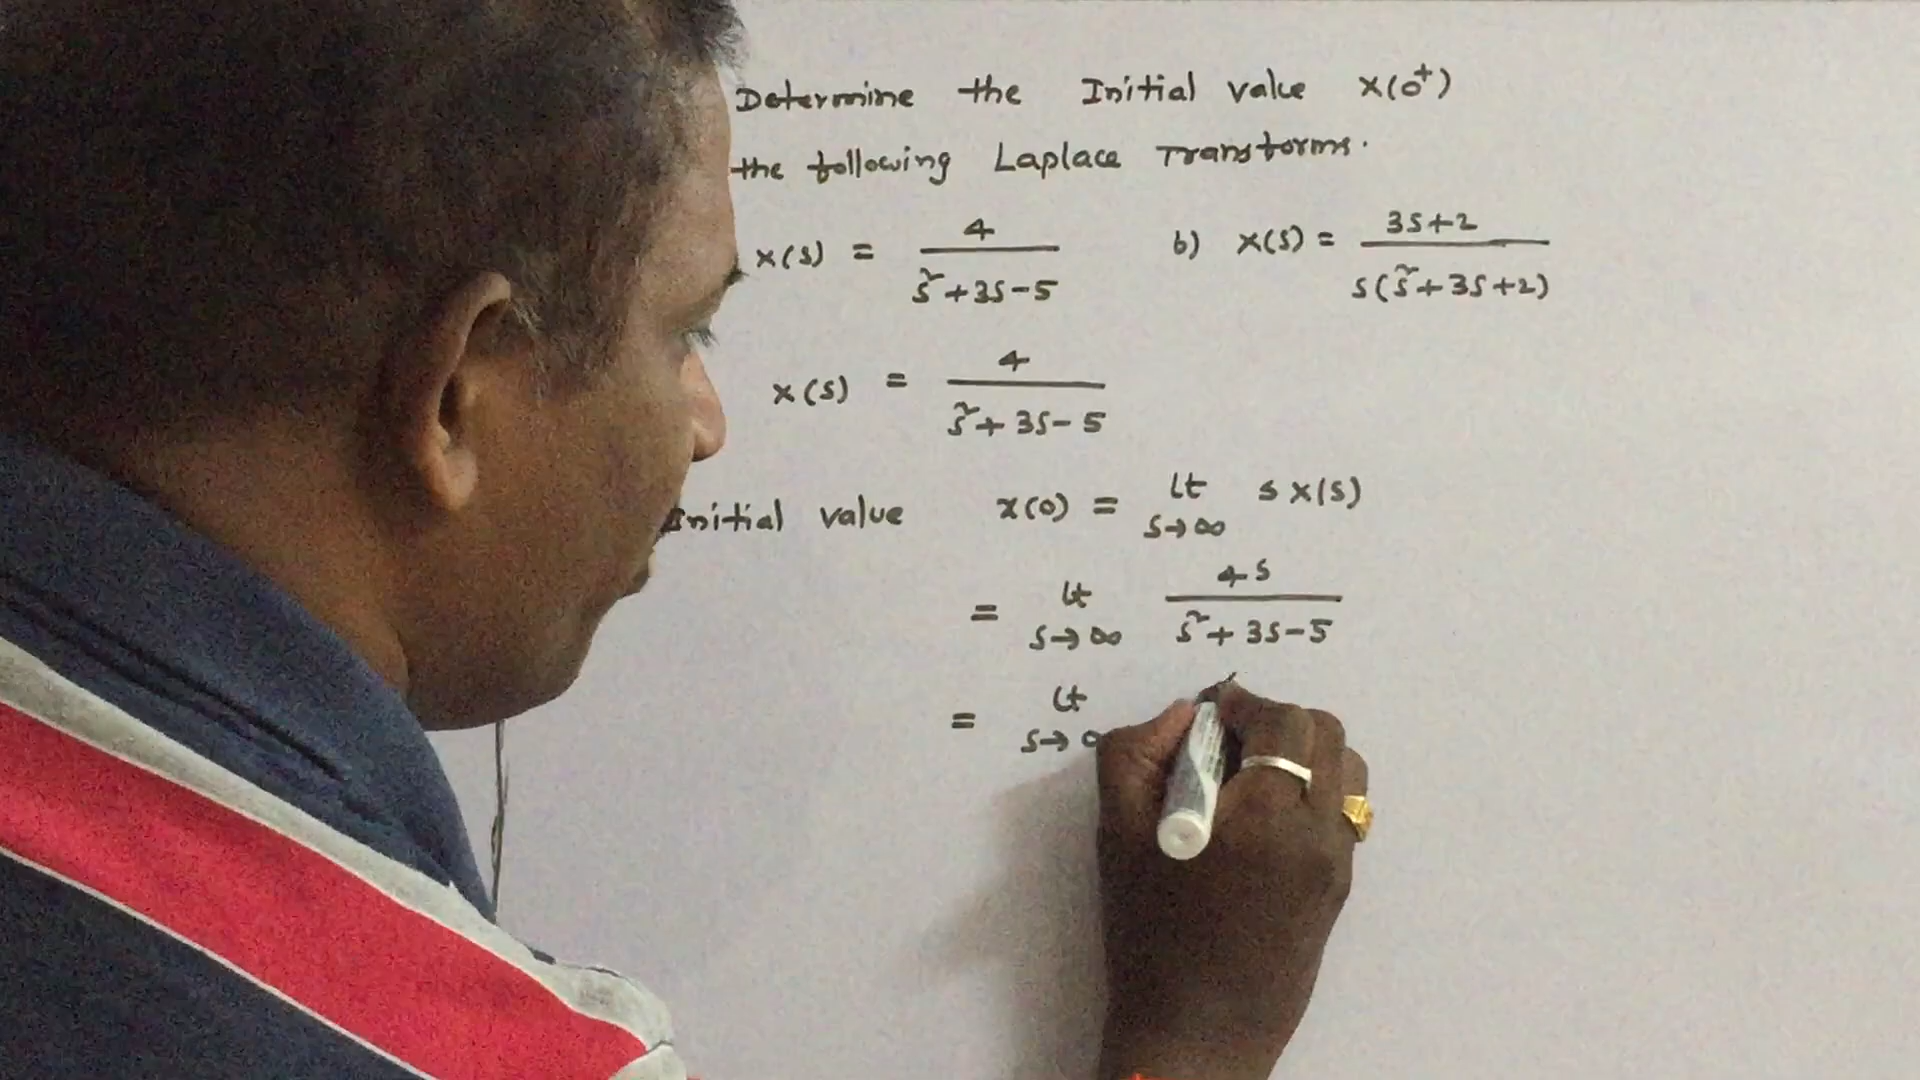 Determine the Initial value x(0⁺)
the following Laplace Transforms.
x(s) = 4 / (s²+3s-5) b) x(s) = 3s+2 / s(s²+3s+2)
x(s) = 4 / (s²+3s-5)
Initial value x(0) = lt s→∞ s x(s)
= lt s→∞ 4s / (s²+3s-5)
= lt s→